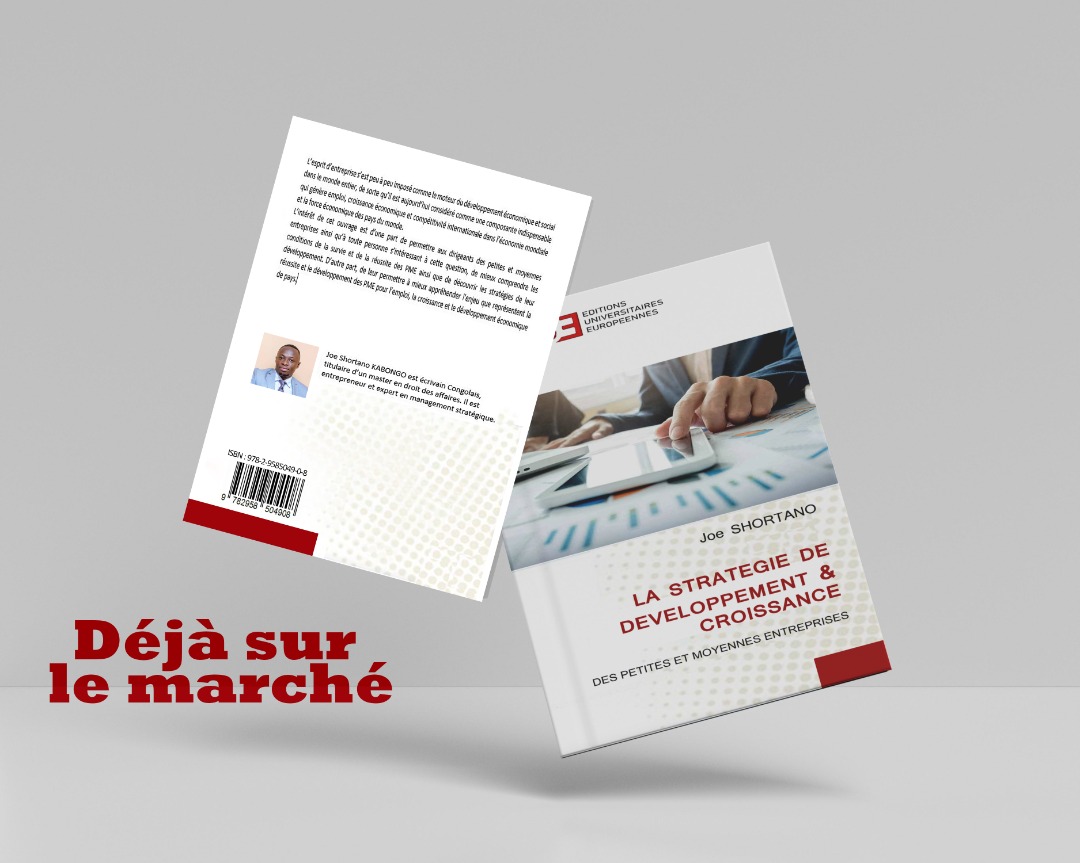 L'esprit d'entreprise s'est peu à peu imposé comme le moteur du développement économique et social
dans le monde entier, de sorte qu'il est aujourd'hui considéré comme une composante indispensable
qui génère emploi, croissance économique et compétitivité internationale dans l'économie mondiale
et la force économique des pays du monde.
L'intérêt de cet ouvrage est d'une part de permettre aux dirigeants des petites et moyennes
entreprises ainsi qu'à toute personne s'intéressant à cette question, de mieux comprendre les
conditions de la survie et de la réussite des PME ainsi que de découvrir les stratégies de leur
développement. D'autre part, de leur permettre à mieux appréhender l'enjeu que représentent la
réussite et le développement des PME pour l'emploi, la croissance et le développement économique
de pays
Joe Shortano KABONGO est écrivain Congolais,
titulaire d'un master en droit des affaires. Il est
entrepreneur et expert en management stratégique.
ISBN : 978-2-9585049-0-8
9 782958 504908
EDITIONS
UNIVERSITAIRES
EUROPEENNES
Joe SHORTANO
LA STRATEGIE DE
DEVELOPPEMENT &
CROISSANCE
DES PETITES ET MOYENNES ENTREPRISES
Déjà sur
le marché